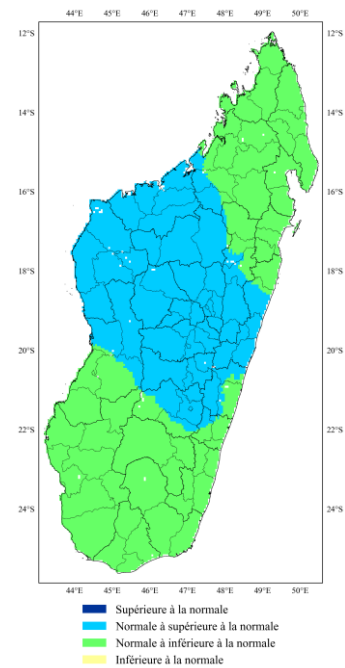 44°E 45°E 46°E 47°E 48°E 49°E 50°E
12°S 12°S
14°S 14°S
16°S 16°S
18°S 18°S
20°S 20°S
22°S 22°S
24°S 24°S
44°E 45°E 46°E 47°E 48°E 49°E 50°E
Supérieure à la normale
Normale à supérieure à la normale
Normale à inférieure à la normale
Inférieure à la normale